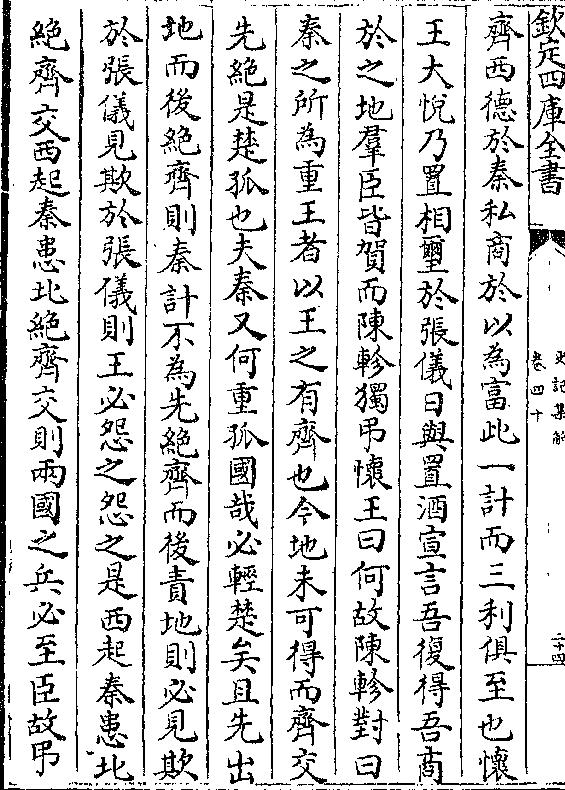 欽定四庫全書
史記集解
卷四十
二十四
齊西德於秦私商於以為富此一計而三利俱至也懷
王大悅乃置相璽於張儀日與置酒宣言吾復得吾商
於之地羣臣皆賀而陳軫獨弔懷王曰何故陳軫對曰
秦之所為重王者以王之有齊也今地未可得而齊交
先絶是楚孤也夫秦又何重孤國哉必輕楚矣且先出
地而後絶齊則秦計不為先絶齊而後責地則必見欺
於張儀見欺於張儀則王必怨之怨之是西起秦患北
絶齊交西起秦患北絶齊交則兩國之兵必至臣故弔